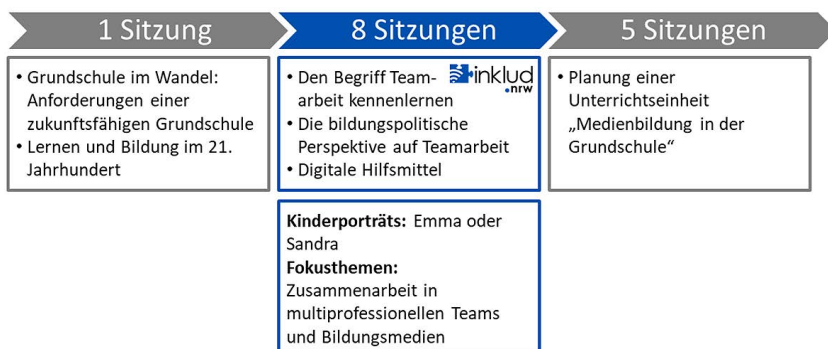 1 Sitzung
8 Sitzungen
5 Sitzungen
• Grundschule im Wandel:
Anforderungen einer
zukunftsfähigen Grundschule
• Lernen und Bildung im 21.
Jahrhundert
• Den Begriff Team-
arbeit kennenlernen
• Die bildungspolitische
Perspektive auf Teamarbeit
• Digitale Hilfsmittel
inklud
.nrw
• Planung einer
Unterrichtseinheit
„Medienbildung in der
Grundschule“
Kinderporträts: Emma oder
Sandra
Fokusthemen:
Zusammenarbeit in
multiprofessionellen Teams
und Bildungsmedien